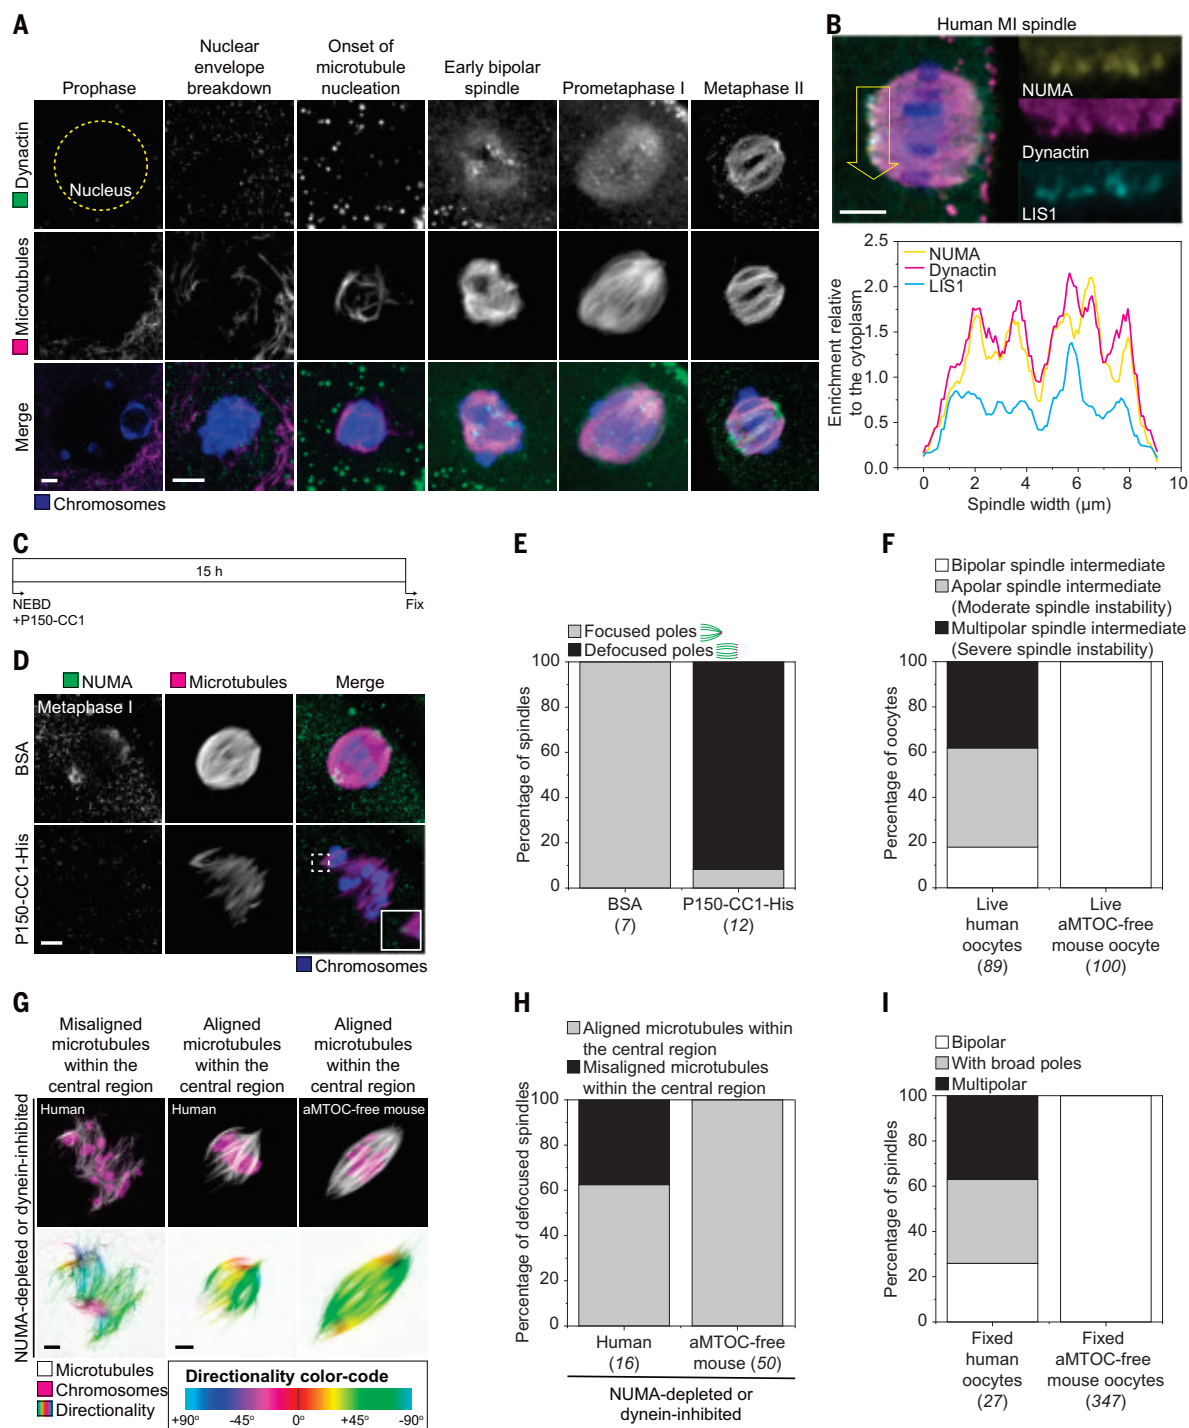 A
Prophase
Nuclear
envelope
breakdown
Onset of
microtubule
nucleation
Early bipolar
spindle
Prometaphase I
Metaphase II
Dynactin
Nucleus
Microtubules
Merge
Chromosomes
B
Human MI spindle
NUMA
Dynactin
LIS1
2.5
2.0
1.5
1.0
0.5
0.0
Enrichment relative
to the cytoplasm
NUMA
Dynactin
LIS1
0 2 4 6 8 10
Spindle width (µm)
C
15 h
NEBD
+P150-CC1
Fix
D
NUMA
Microtubules
Merge
Metaphase I
BSA
P150-CC1-His
Chromosomes
E
Focused poles
Defocused poles
100
80
60
40
20
0
Percentage of spindles
BSA
(7)
P150-CC1-His
(12)
F
Bipolar spindle intermediate
Apolar spindle intermediate
(Moderate spindle instability)
Multipolar spindle intermediate
(Severe spindle instability)
100
80
60
40
20
0
Percentage of oocytes
Live
human
oocytes
(89)
Live
aMTOC-free
mouse oocyte
(100)
G
Misaligned
microtubules
within the
central region
Aligned
microtubules
within the
central region
Aligned
microtubules
within the
central region
NUMA-depleted or dynein-inhibited
Human
Human
aMTOC-free mouse
Microtubules
Chromosomes
Directionality
Directionality color-code
+90° -45° 0° +45° -90°
H
Aligned microtubules within
the central region
Misaligned microtubules
within the central region
100
80
60
40
20
0
Percentage of defocused spindles
Human
(16)
aMTOC-free
mouse (50)
NUMA-depleted or
dynein-inhibited
I
Bipolar
With broad poles
Multipolar
100
80
60
40
20
0
Percentage of spindles
Fixed
human
oocytes
(27)
Fixed
aMTOC-free
mouse oocytes
(347)